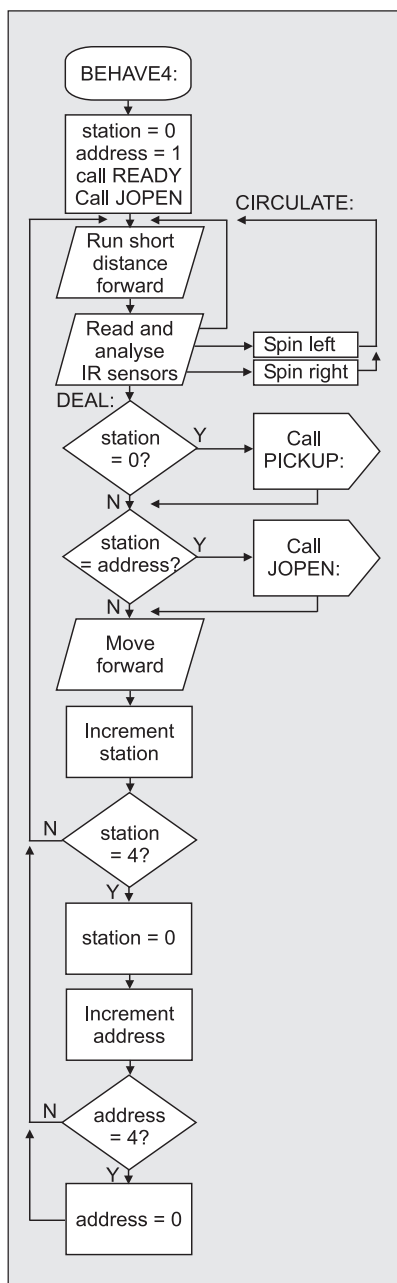 BEHAVE4:
station = 0
address = 1
call READY
Call JOPEN
CIRCULATE:
Run short
distance
forward
Read and
analyse
IR sensors
Spin left
Spin right
DEAL:
station
= 0?
Y
Call
PICKUP:
N
station
= address?
Y
Call
JOPEN:
N
Move
forward
Increment
station
N
station
= 4?
Y
station = 0
Increment
address
N
address
= 4?
Y
address = 0